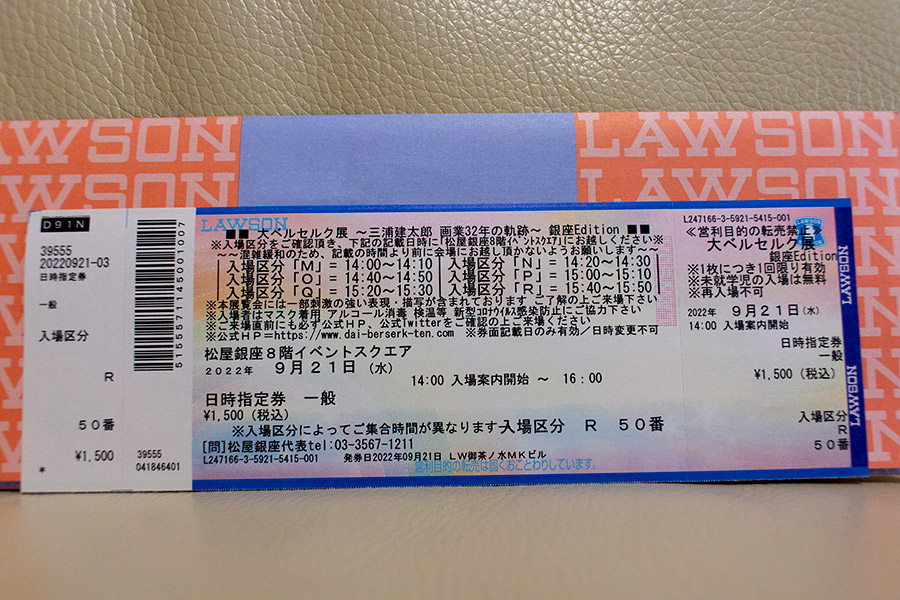 LAWSON
LAWSON
LAWSON
LAWSON
D91N
39555
20220921-03
日時指定券
一般
入場区分
R
50番
¥1,500
*
5155571145001007
39555
041846401
LAWSON
■■ 大ベルセルク展 ~三浦建太郎 画業32年の軌跡~ 銀座Edition ■■
※入場区分をご確認頂き、下記の記載日時に「松屋銀座8階イベントスクエア」にお越しください※
~~混雑緩和のため、記載の時間より前に会場にお越し頂かないようお願いします~~
入場区分「M」=14:00~14:10 入場区分「N」=14:20~14:30
入場区分「O」=14:40~14:50 入場区分「P」=15:00~15:10
入場区分「Q」=15:20~15:30 入場区分「R」=15:40~15:50
※本展覧会には一部刺激の強い表現・描写が含まれております ご了解の上ご来場下さい
※入場者はマスク着用 アルコール消毒 検温等 新型コロナウイルス感染防止にご協力下さい
※ご来場直前にも必ず公式HP、公式Twitterをご確認の上ご来場ください
※公式HP=https://www.dai-berserk-ten.com ※券面記載日のみ有効/日時変更不可
松屋銀座8階イベントスクエア
2022年 9月21日(水)
14:00 入場案内開始 ~ 16:00
日時指定券 一般
¥1,500(税込)
※入場区分によってご集合時間が異なります→入場区分 R 50番
[問]松屋銀座代表tel:03-3567-1211
L247166-3-5921-5415-001 発券日2022年09月21日 LW御茶ノ水MKビル
営利目的の転売は固くおことわりしています。
L247166-3-5921-5415-001
≪営利目的の転売禁止≫
大ベルセルク展
銀座Edition
※1枚につき1回限り有効
※未就学児の入場は無料
※再入場不可
2022年 9月21日(水)
14:00 入場案内開始
日時指定券
一般
¥1,500(税込)
入場区分
R
50番
LAWSON
LAWSON
LAWSON